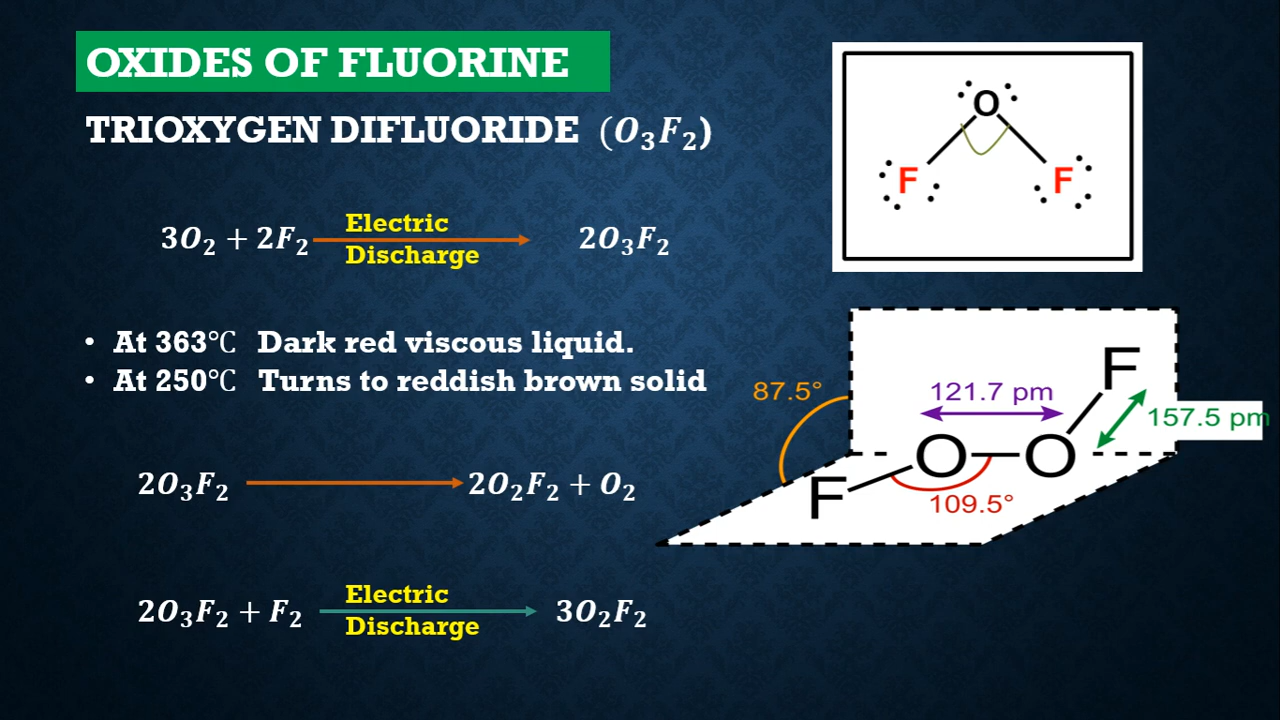 OXIDES OF FLUORINE
TRIOXYGEN DIFLUORIDE (O₃F₂)
Electric
3O₂ + 2F₂ 2O₃F₂
Discharge
• At 363℃ Dark red viscous liquid.
• At 250℃ Turns to reddish brown solid
2O₃F₂ 2O₂F₂ + O₂
Electric
2O₃F₂ + F₂ 3O₂F₂
Discharge
O
F F
F
87.5°
121.7 pm
157.5 pm
O O
F
109.5°